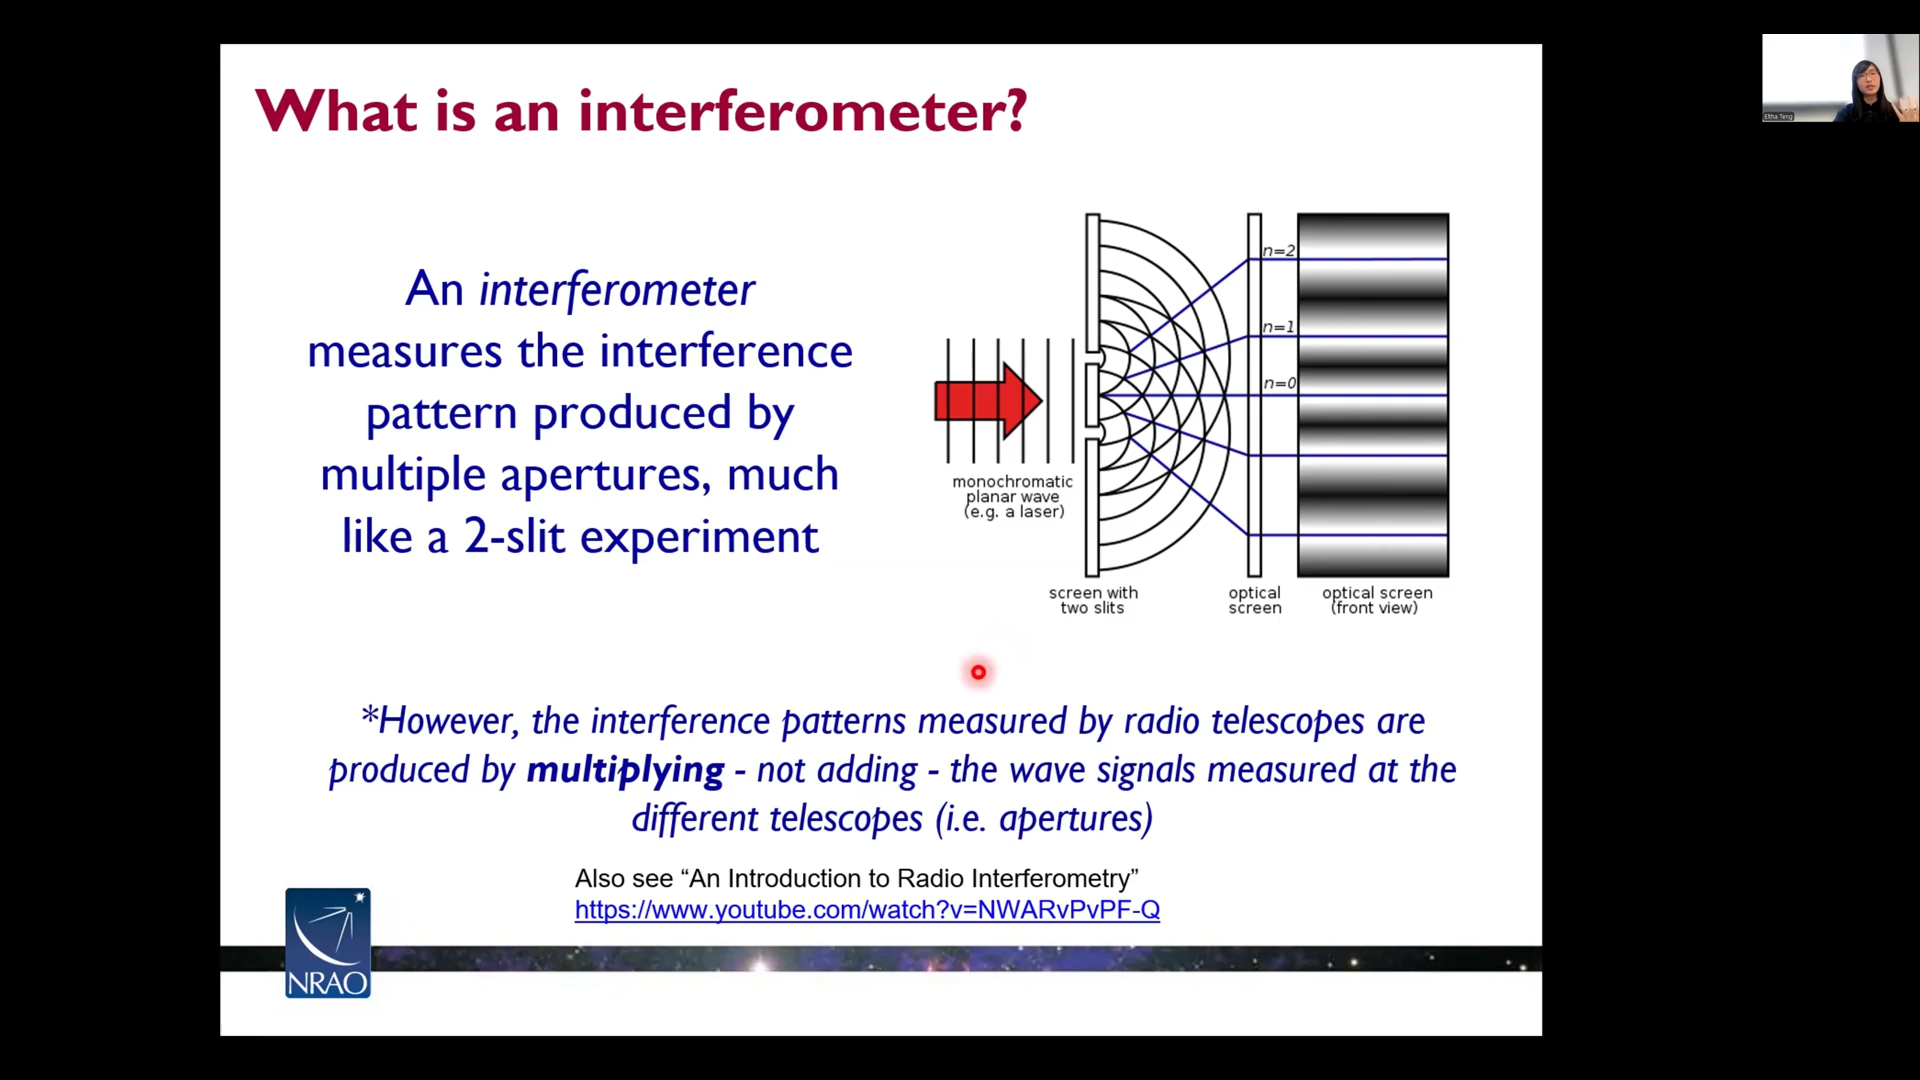 What is an interferometer?
Eltha Teng
An interferometer
measures the interference
pattern produced by
multiple apertures, much
like a 2-slit experiment
n=2
n=1
n=0
monochromatic
planar wave
(e.g. a laser)
screen with
two slits
optical
screen
optical screen
(front view)
*However, the interference patterns measured by radio telescopes are
produced by multiplying - not adding - the wave signals measured at the
different telescopes (i.e. apertures)
Also see “An Introduction to Radio Interferometry”
https://www.youtube.com/watch?v=NWARvPvPF-Q
NRAO